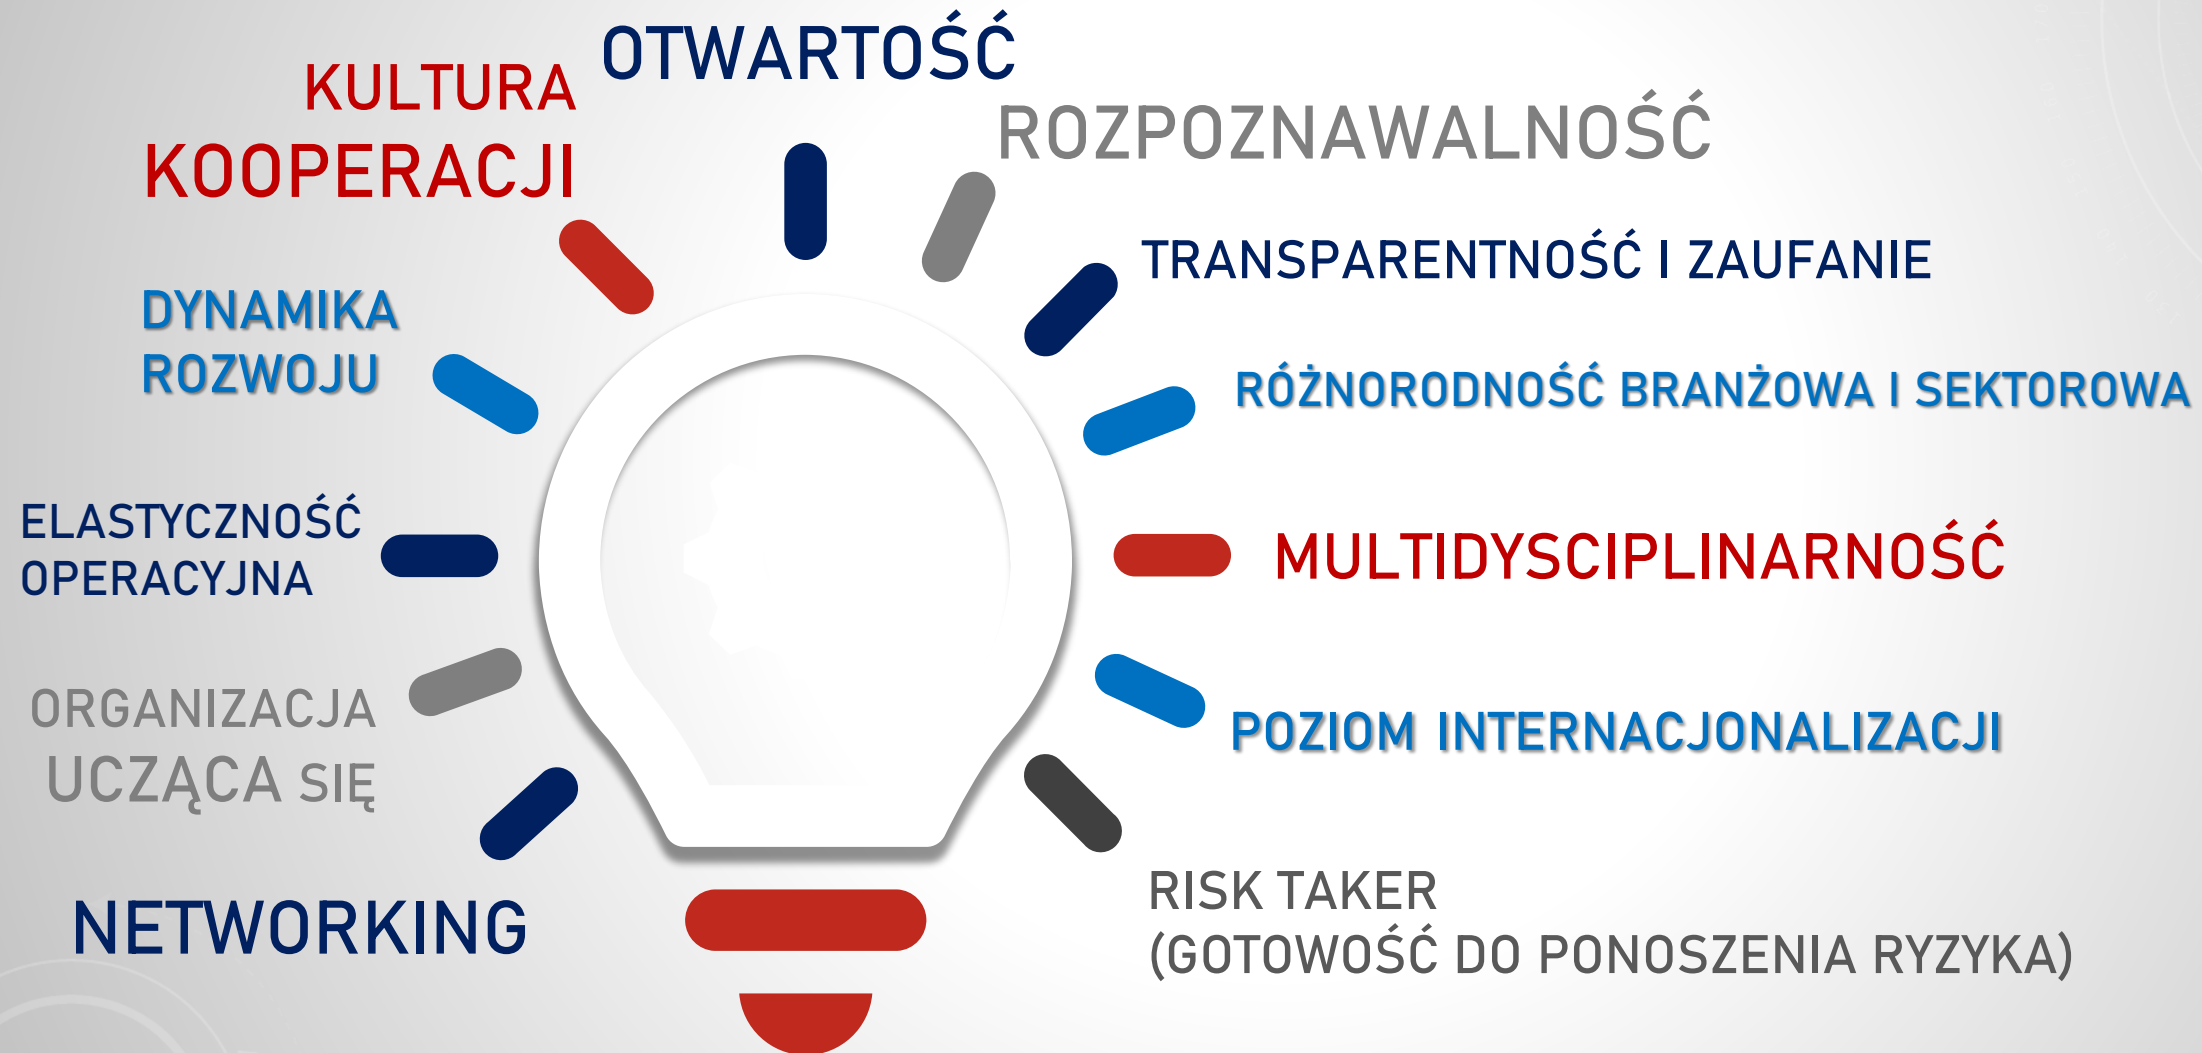 OTWARTOŚĆ
KULTURA
KOOPERACJI
ROZPOZNAWALNOŚĆ
TRANSPARENTNOŚĆ I ZAUFANIE
DYNAMIKA
ROZWOJU
RÓŻNORODNOŚĆ BRANŻOWA I SEKTOROWA
ELASTYCZNOŚĆ
OPERACYJNA
MULTIDYSCIPLINARNOŚĆ
ORGANIZACJA
UCZĄCA SIĘ
POZIOM INTERNACJONALIZACJI
NETWORKING
RISK TAKER
(GOTOWOŚĆ DO PONOSZENIA RYZYKA)